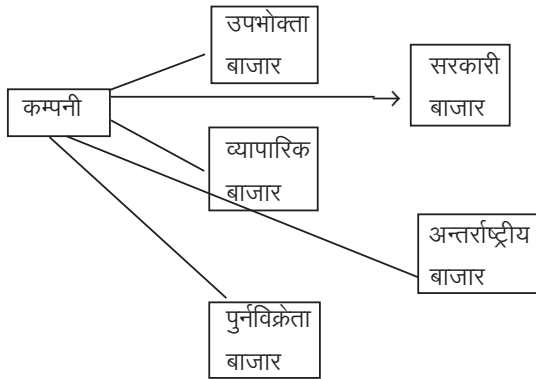 उपभोक्ता
बाजार
सरकारी
बाजार
कम्पनी
व्यापारिक
बाजार
अन्तर्राष्ट्रीय
बाजार
पुर्नविक्रेता
बाजार